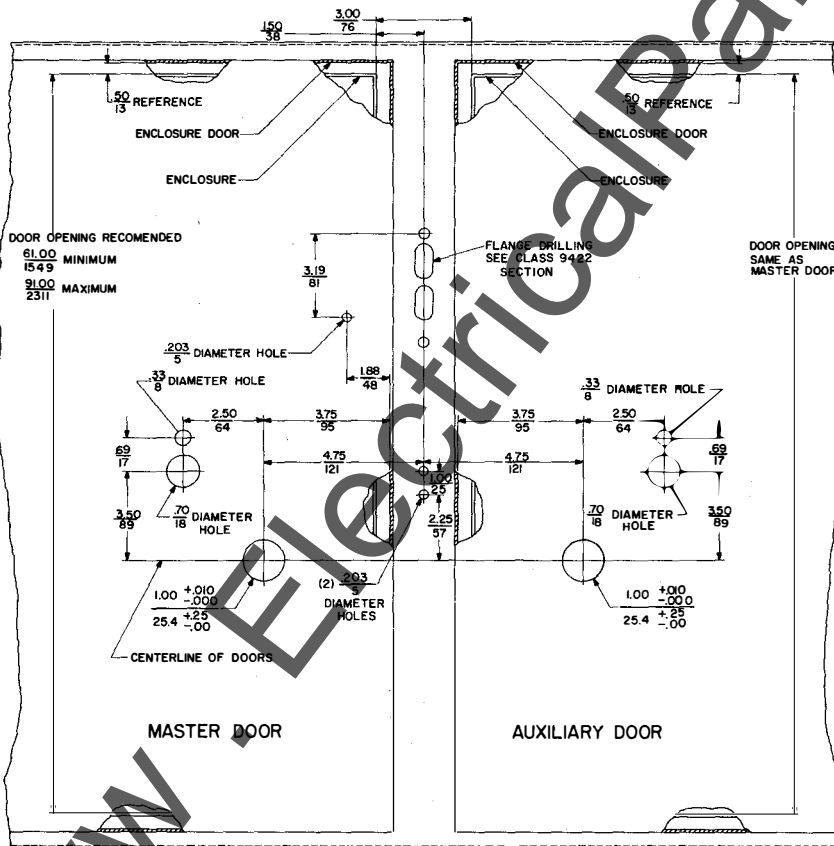 3.00
76
1.50
38
.50
13 REFERENCE
.50
13 REFERENCE
ENCLOSURE DOOR
ENCLOSURE DOOR
ENCLOSURE
ENCLOSURE
DOOR OPENING RECOMENDED
61.00
1549 MINIMUM
91.00
2311 MAXIMUM
3.19
81
FLANGE DRILLING
SEE CLASS 9422
SECTION
DOOR OPENING
SAME AS
MASTER DOOR
.203
5 DIAMETER HOLE
.33
8 DIAMETER HOLE
1.88
48
.33
8 DIAMETER HOLE
2.50
64
3.75
95
3.75
95
2.50
64
.69
17
4.75
121
4.75
121
.69
17
1.00
25
3.50
89
.70
18 DIAMETER
HOLE
2.25
57
.70
18 DIAMETER
HOLE
3.50
89
1.00 +.010
-.000
25.4 +.25
-.00
(2) .203
5
DIAMETER
HOLES
1.00 +.010
-.000
25.4 +.25
-.00
CENTERLINE OF DOORS
MASTER DOOR
AUXILIARY DOOR
www.ElectricalPa